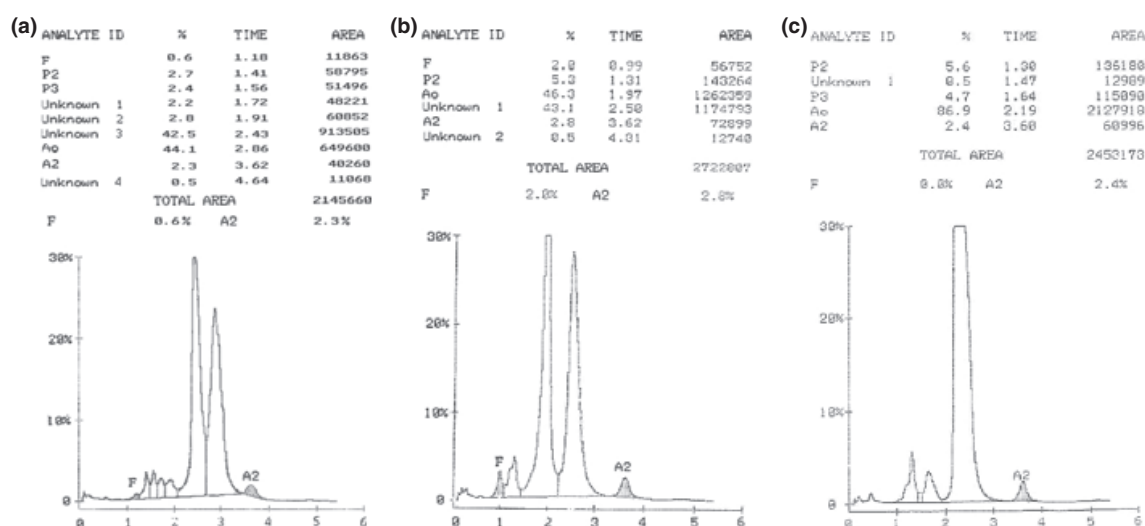 (a)
ANALYTE ID % TIME AREA
F 0.6 1.18 11863
P2 2.7 1.41 58795
P3 2.4 1.56 51496
Unknown 1 2.2 1.72 48221
Unknown 2 2.8 1.91 60852
Unknown 3 42.5 2.43 913505
Ao 44.1 2.86
A2 2.3 3.62
Unknown 4 0.5 4.64 11068
TOTAL AREA 2145660
F 0.6% A2 2.3%
30%
20%
10%
0
F
A2
0 1 2 3 4 5 6
(b)
ANALYTE ID % TIME AREA
F 2.0 0.99 56752
P2 5.3 1.31 143264
Ao 46.3 1.97 1262359
Unknown 1 43.1 2.50 1174793
A2 2.8 3.62 72899
Unknown 2 0.5 4.31 12740
TOTAL AREA 2722807
F 2.0% A2 2.8%
30%
20%
10%
0
F
A2
0 1 2 3 4 5 6
(c)
ANALYTE ID % TIME AREA
P2 5.6 1.30 136180
Unknown 1 0.5 1.47 12989
P3 4.7 1.64 115090
Ao 86.9 2.19 2127918
A2 2.4 3.60 60996
TOTAL AREA 2453173
F 0.0% A2 2.4%
30%
20%
10%
0
A2
0 1 2 3 4 5 6